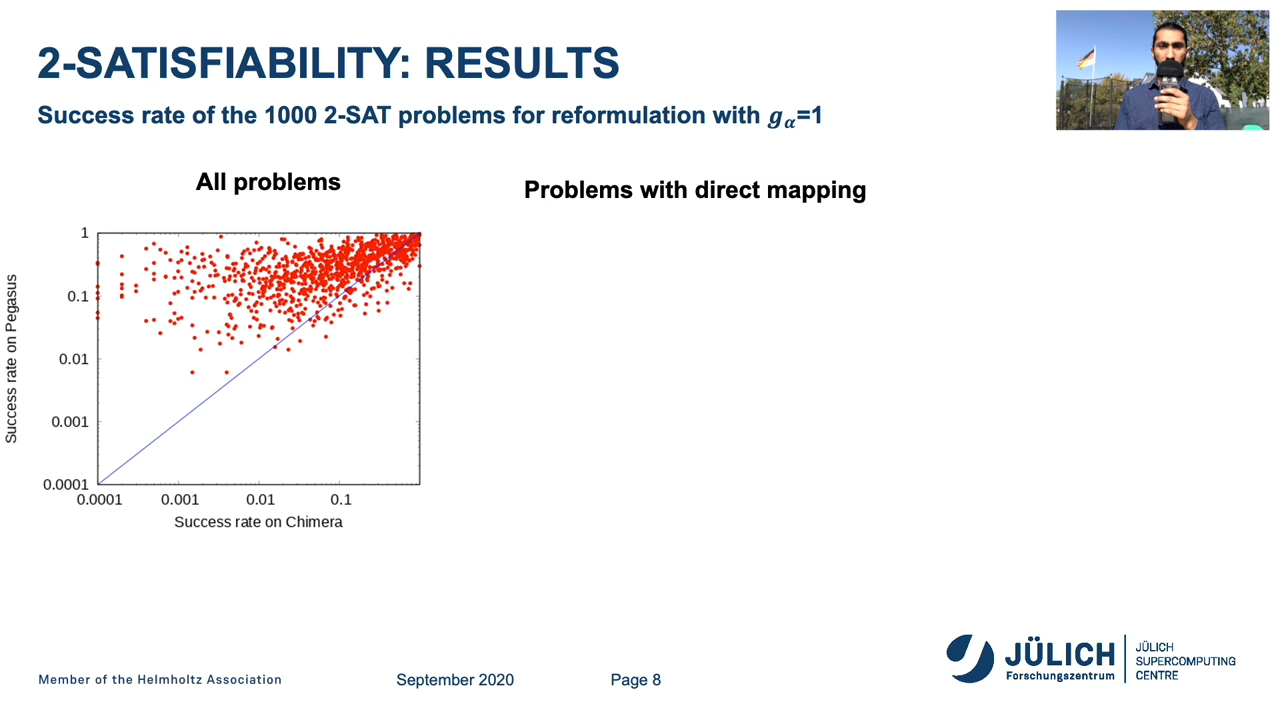 2-SATISFIABILITY: RESULTS
Success rate of the 1000 2-SAT problems for reformulation with gα=1
All problems
Problems with direct mapping
Success rate on Pegasus
1
0.1
0.01
0.001
0.0001
0.0001 0.001 0.01 0.1
Success rate on Chimera
Member of the Helmholtz Association
September 2020
Page 8
JÜLICH
Forschungszentrum
JÜLICH
SUPERCOMPUTING
CENTRE